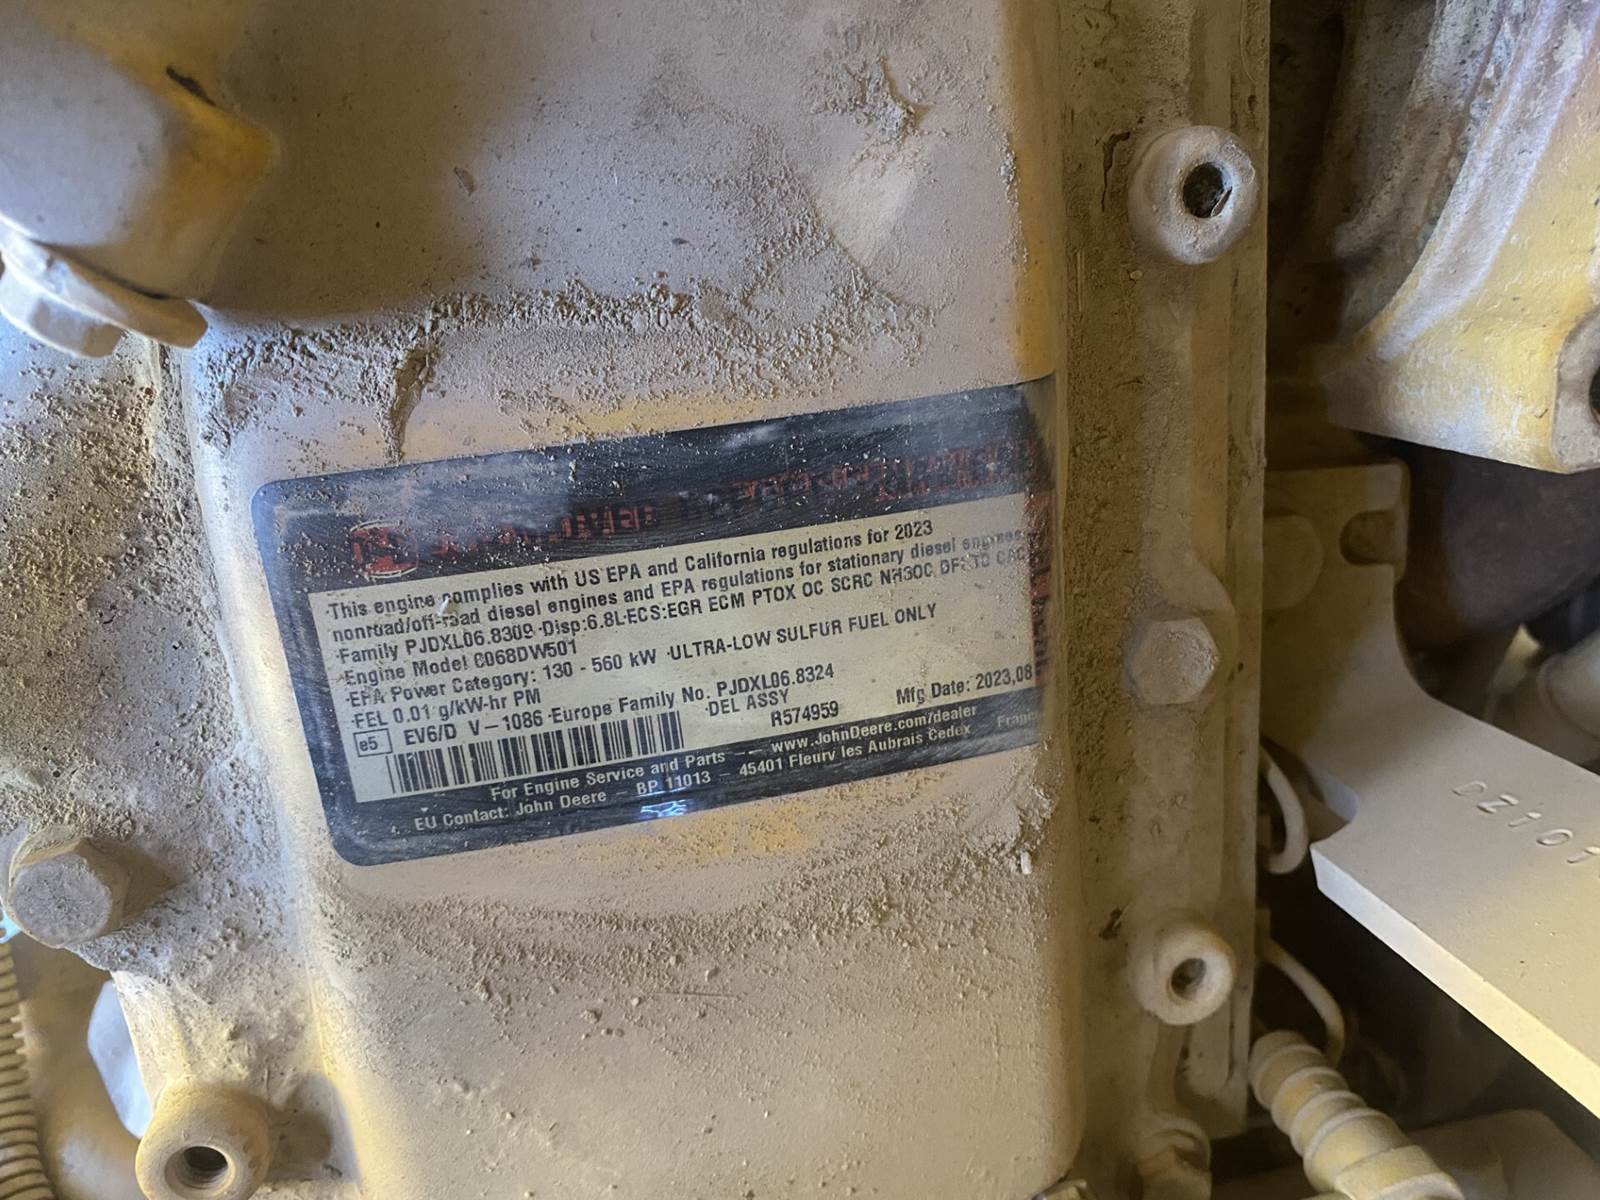 This engine complies with US EPA and California regulations for 2023
nonroad/off-road diesel engines and EPA regulations for stationary diesel engines.
Family PJDXL06.8309 Disp:6.8L ECS:EGR ECM PTOX OC SCRC NH3OC TD CAC
Engine Model C068DW501
EPA Power Category: 130 - 560 kW ULTRA-LOW SULFUR FUEL ONLY
FEL 0.01 g/kW-hr PM
e5 EV6/D V-1086 Europe Family No. PJDXL06.8324
DEL ASSY
R574959 Mfg Date: 2023,08
For Engine Service and Parts -- www.JohnDeere.com/dealer
EU Contact: John Deere - BP 11013 - 45401 Fleury les Aubrais Cedex
DZ101